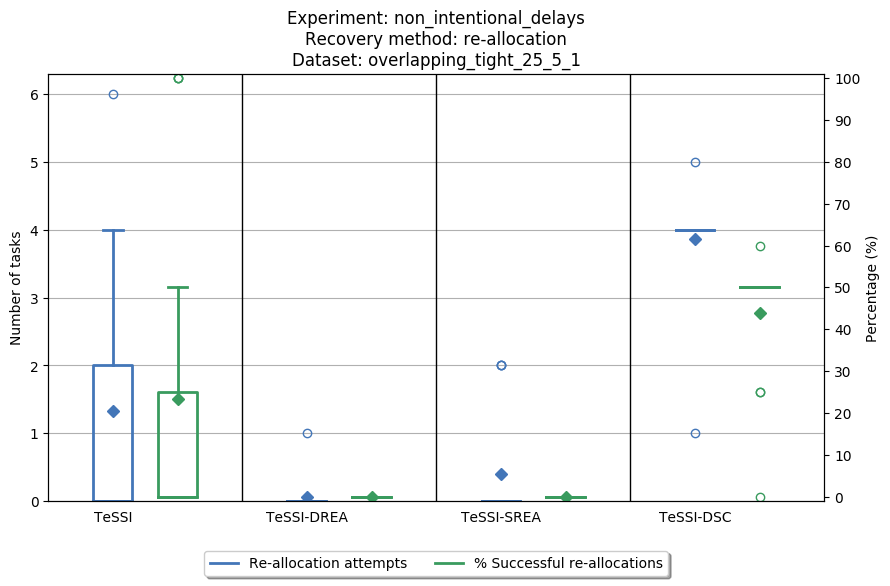 Experiment: non_intentional_delays
Recovery method: re-allocation
Dataset: overlapping_tight_25_5_1
Number of tasks
6
5
4
3
2
1
0
100
90
80
70
60
50
40
30
20
10
0
Percentage (%)
TeSSI TeSSI-DREA TeSSI-SREA TeSSI-DSC
Re-allocation attempts % Successful re-allocations